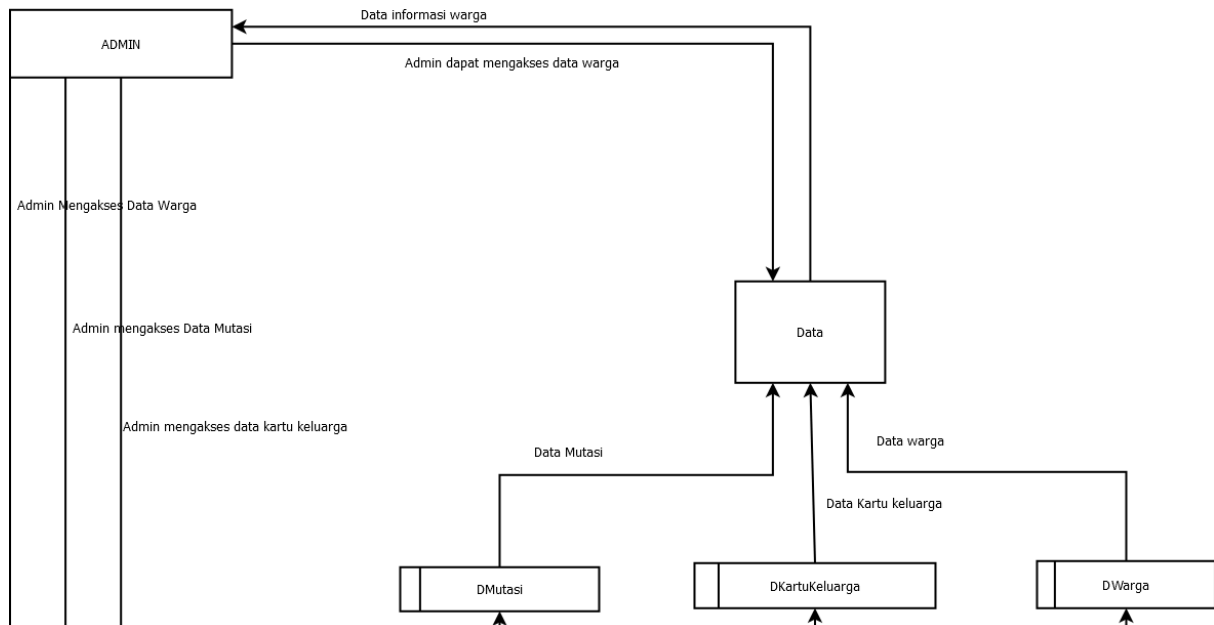 Data informasi warga
ADMIN
Admin dapat mengakses data warga
Admin Mengakses Data Warga
Admin mengakses Data Mutasi
Data
Admin mengakses data kartu keluarga
Data warga
Data Mutasi
Data Kartu keluarga
DMutasi
DKartuKeluarga
DWarga